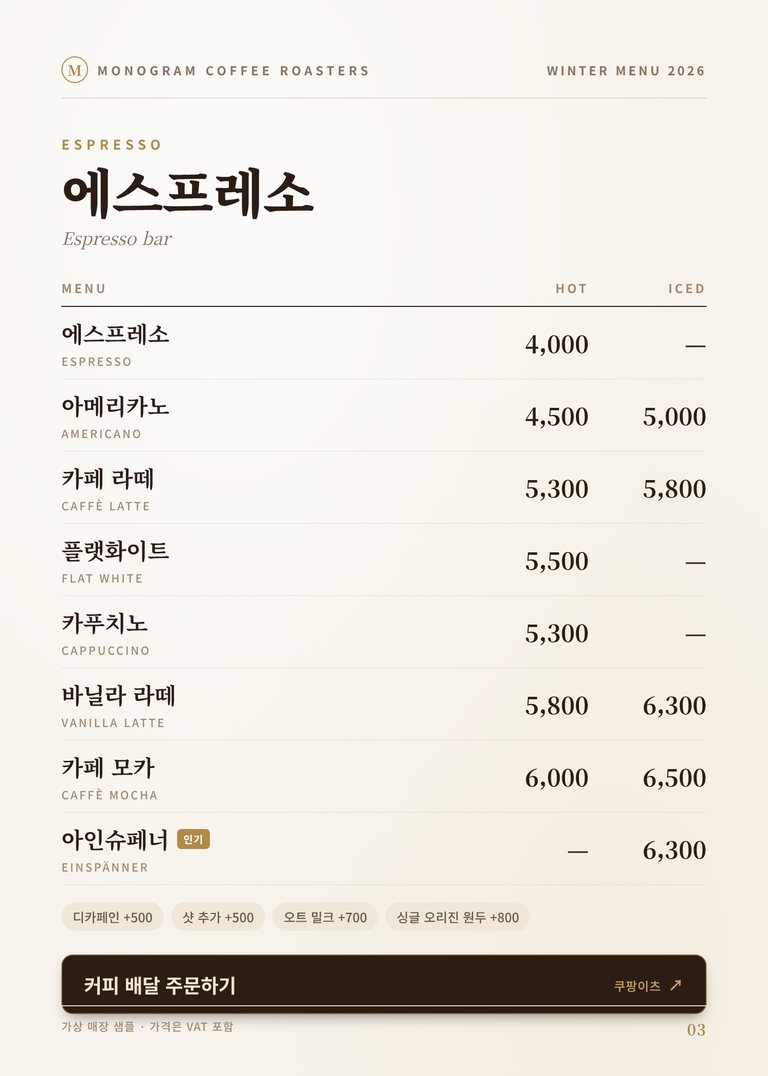 M MONOGRAM COFFEE ROASTERS WINTER MENU 2026
ESPRESSO
에스프레소
Espresso bar
MENU HOT ICED
에스프레소 4,000 —
ESPRESSO
아메리카노 4,500 5,000
AMERICANO
카페 라떼 5,300 5,800
CAFFÈ LATTE
플랫화이트 5,500 —
FLAT WHITE
카푸치노 5,300 —
CAPPUCCINO
바닐라 라떼 5,800 6,300
VANILLA LATTE
카페 모카 6,000 6,500
CAFFÈ MOCHA
아인슈페너 인기 — 6,300
EINSPÄNNER
디카페인 +500 샷 추가 +500 오트 밀크 +700 싱글 오리진 원두 +800
커피 배달 주문하기 쿠팡이츠 ↗
가상 매장 샘플 · 가격은 VAT 포함 03